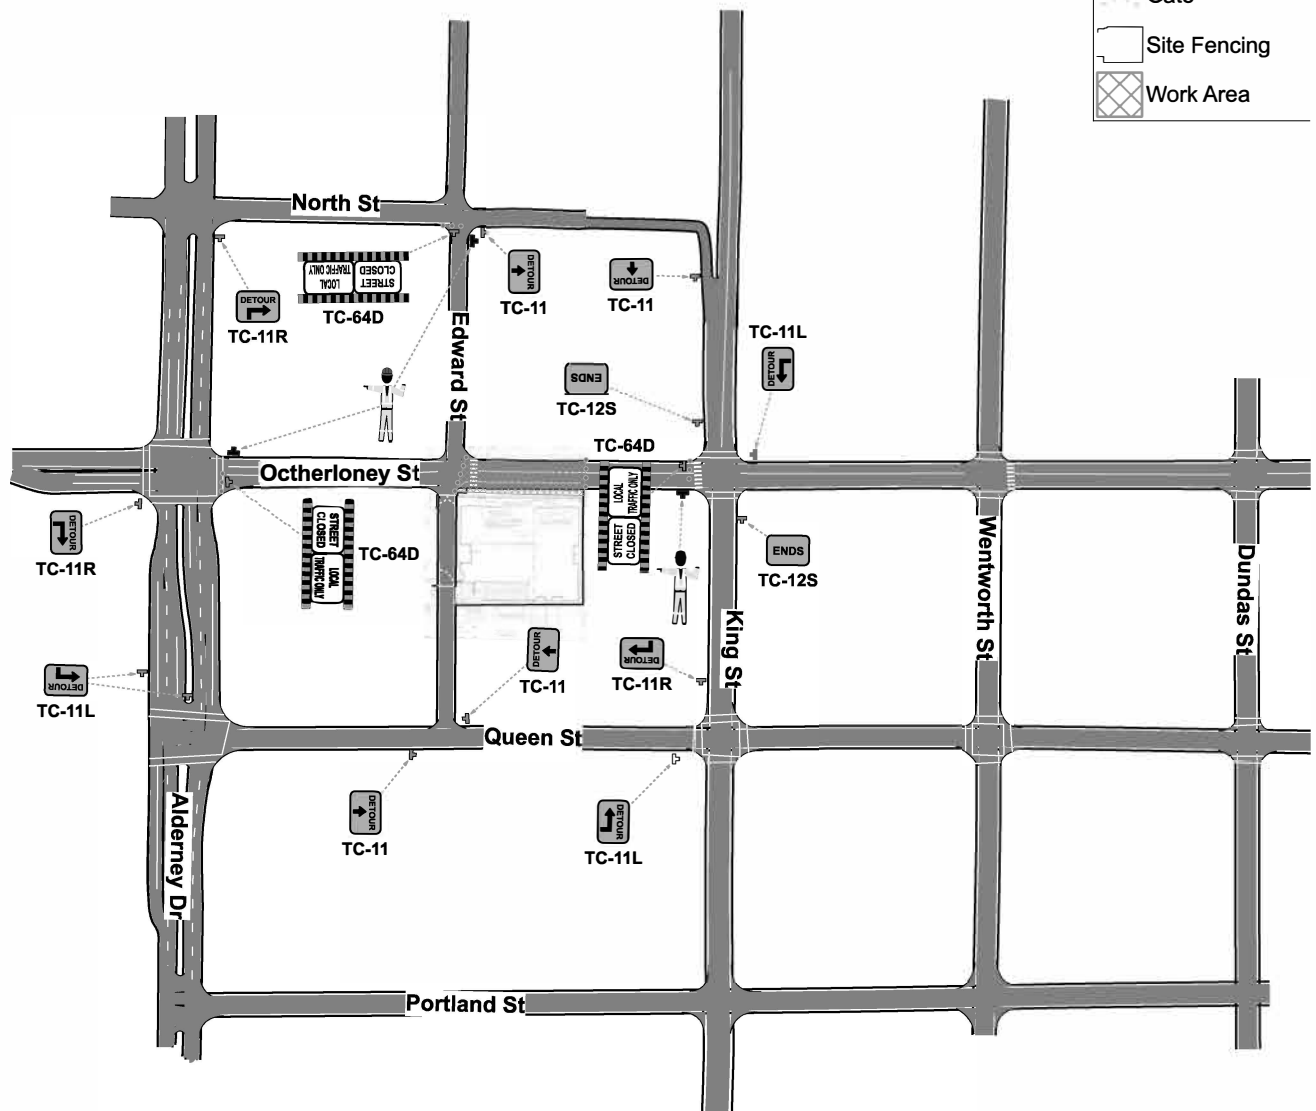 Site Fencing
Work Area
North St
DETOUR
TC-11R
LOCAL
TRAFFIC ONLY
STREET
CLOSED
TC-64D
DETOUR
TC-11
DETOUR
TC-11
Edward St
DETOUR
TC-11L
ENDS
TC-12S
TC-64D
LOCAL
TRAFFIC ONLY
STREET
CLOSED
Octherloney St
DETOUR
TC-11R
STREET
CLOSED
LOCAL
TRAFFIC ONLY
TC-64D
ENDS
TC-12S
Wentworth St
Dundas St
King St
DETOUR
TC-11L
DETOUR
TC-11
DETOUR
TC-11R
Queen St
Alderney Dr
DETOUR
TC-11
DETOUR
TC-11L
Portland St